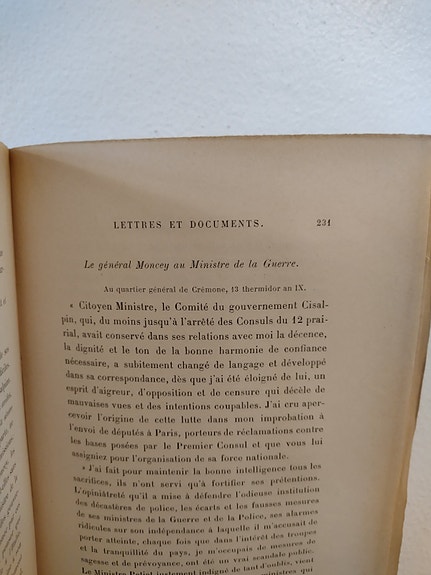 LETTRES ET DOCUMENTS. 231
Le général Moncey au Ministre de la Guerre.
Au quartier général de Crémone, 13 thermidor an IX.
« Citoyen Ministre, le Comité du gouvernement Cisal-
pin, qui, du moins jusqu'à l'arrêté des Consuls du 12 prai-
rial, avait conservé dans ses relations avec moi la décence,
la dignité et le ton de la bonne harmonie de confiance
nécessaire, a subitement changé de langage et développé
dans sa correspondance, dès que j'ai été éloigné de lui, un
esprit d'aigreur, d'opposition et de censure qui décèle de
mauvaises vues et des intentions coupables. J'ai cru aper-
cevoir l'origine de cette lutte dans mon improbation à
l'envoi de députés à Paris, porteurs de réclamations contre
les bases posées par le Premier Consul et que vous lui
assigniez pour l'organisation de sa force nationale.
» J'ai fait pour maintenir la bonne intelligence tous les
sacrifices, ils n'ont servi qu'à fortifier ses prétentions.
L'opiniâtreté qu'il a mise à défendre l'odieuse institution
des décastères de police, les écarts et les fausses mesures
de ses ministres de la Guerre et de la Police, ses alarmes
ridicules sur son indépendance à laquelle il m'accusait de
porter atteinte, chaque fois que dans l'intérêt des troupes
et la tranquillité du pays, je m'occupais de mesures de
sagesse et prévoyance, ont été un vrai scandale public.
Le Ministre Petiet justement indigné de tant d'oublis, vient